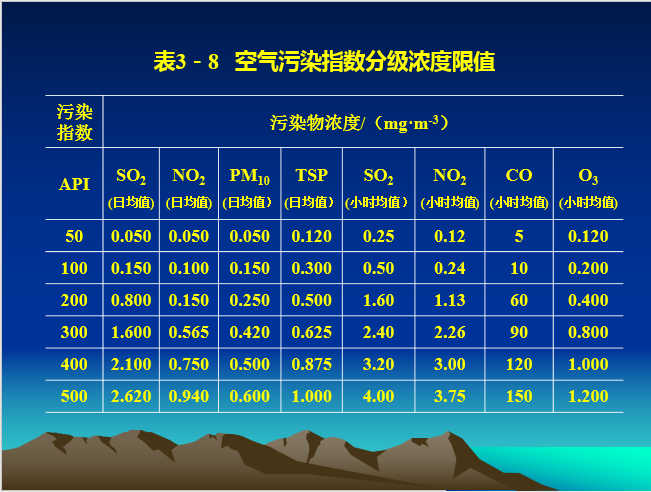 表3－8 空气污染指数分级浓度限值
污染指数 污染物浓度/（mg·m-3）
API SO2(日均值) NO2(日均值) PM10(日均值） TSP(日均值） SO2(小时均值） NO2(小时均值) CO(小时均值) O3(小时均值)
50 0.050 0.050 0.050 0.120 0.25 0.12 5 0.120
100 0.150 0.100 0.150 0.300 0.50 0.24 10 0.200
200 0.800 0.150 0.250 0.500 1.60 1.13 60 0.400
300 1.600 0.565 0.420 0.625 2.40 2.26 90 0.800
400 2.100 0.750 0.500 0.875 3.20 3.00 120 1.000
500 2.620 0.940 0.600 1.000 4.00 3.75 150 1.200